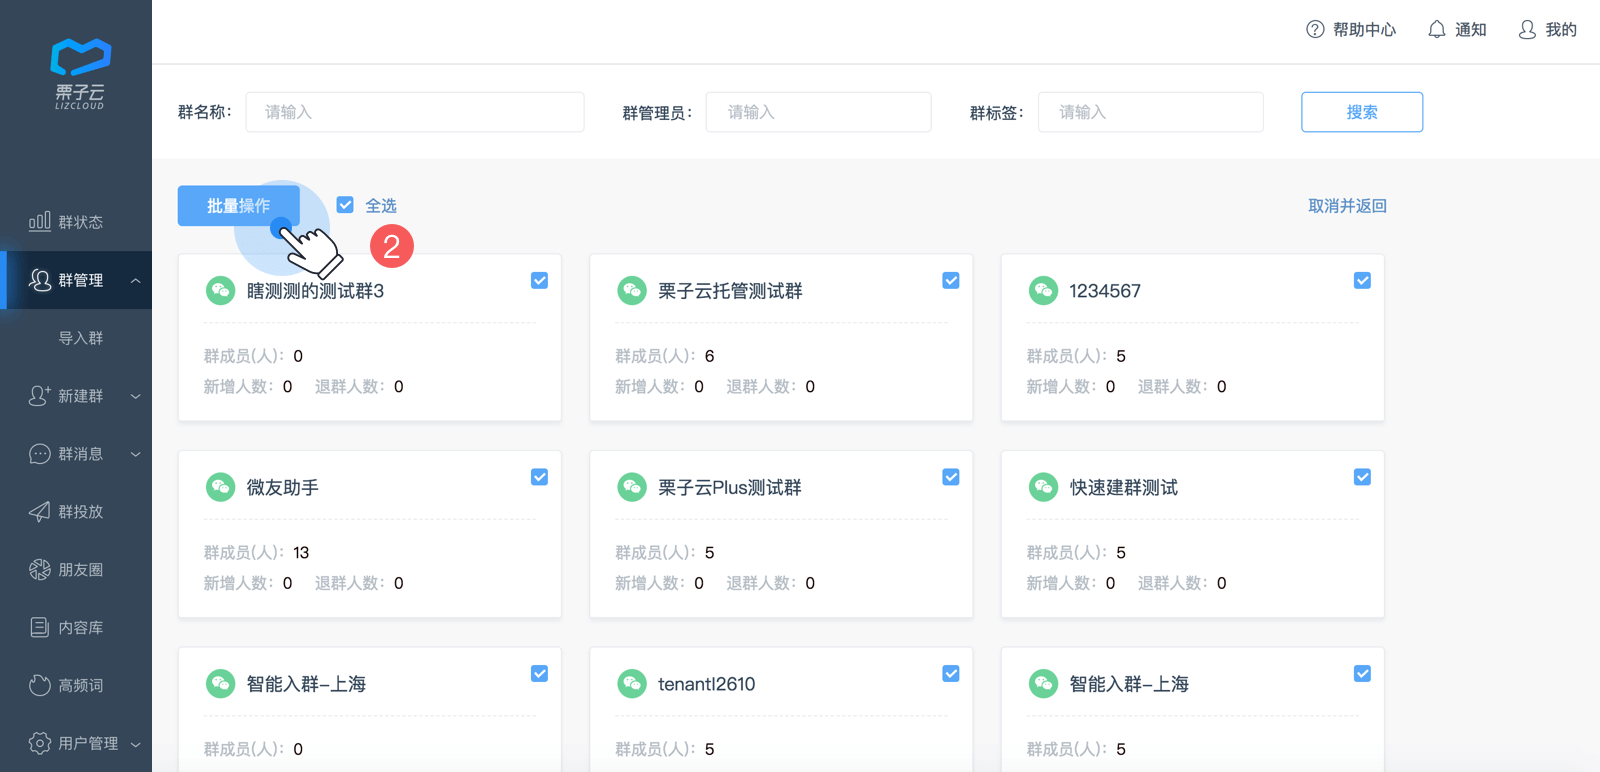 帮助中心 通知 我的
栗子云
LIZCLOUD
群名称： 请输入 群管理员： 请输入 群标签： 请输入 搜索
批量操作 全选 取消并返回
2
群状态
群管理
导入群
新建群
群消息
群投放
朋友圈
内容库
高频词
用户管理
瞎测测的测试群3
群成员(人)： 0
新增人数： 0 退群人数： 0
栗子云托管测试群
群成员(人)： 6
新增人数： 0 退群人数： 0
1234567
群成员(人)： 5
新增人数： 0 退群人数： 0
微友助手
群成员(人)： 13
新增人数： 0 退群人数： 0
栗子云Plus测试群
群成员(人)： 5
新增人数： 0 退群人数： 0
快速建群测试
群成员(人)： 5
新增人数： 0 退群人数： 0
智能入群-上海
群成员(人)： 0
tenantl2610
群成员(人)： 5
智能入群-上海
群成员(人)： 5